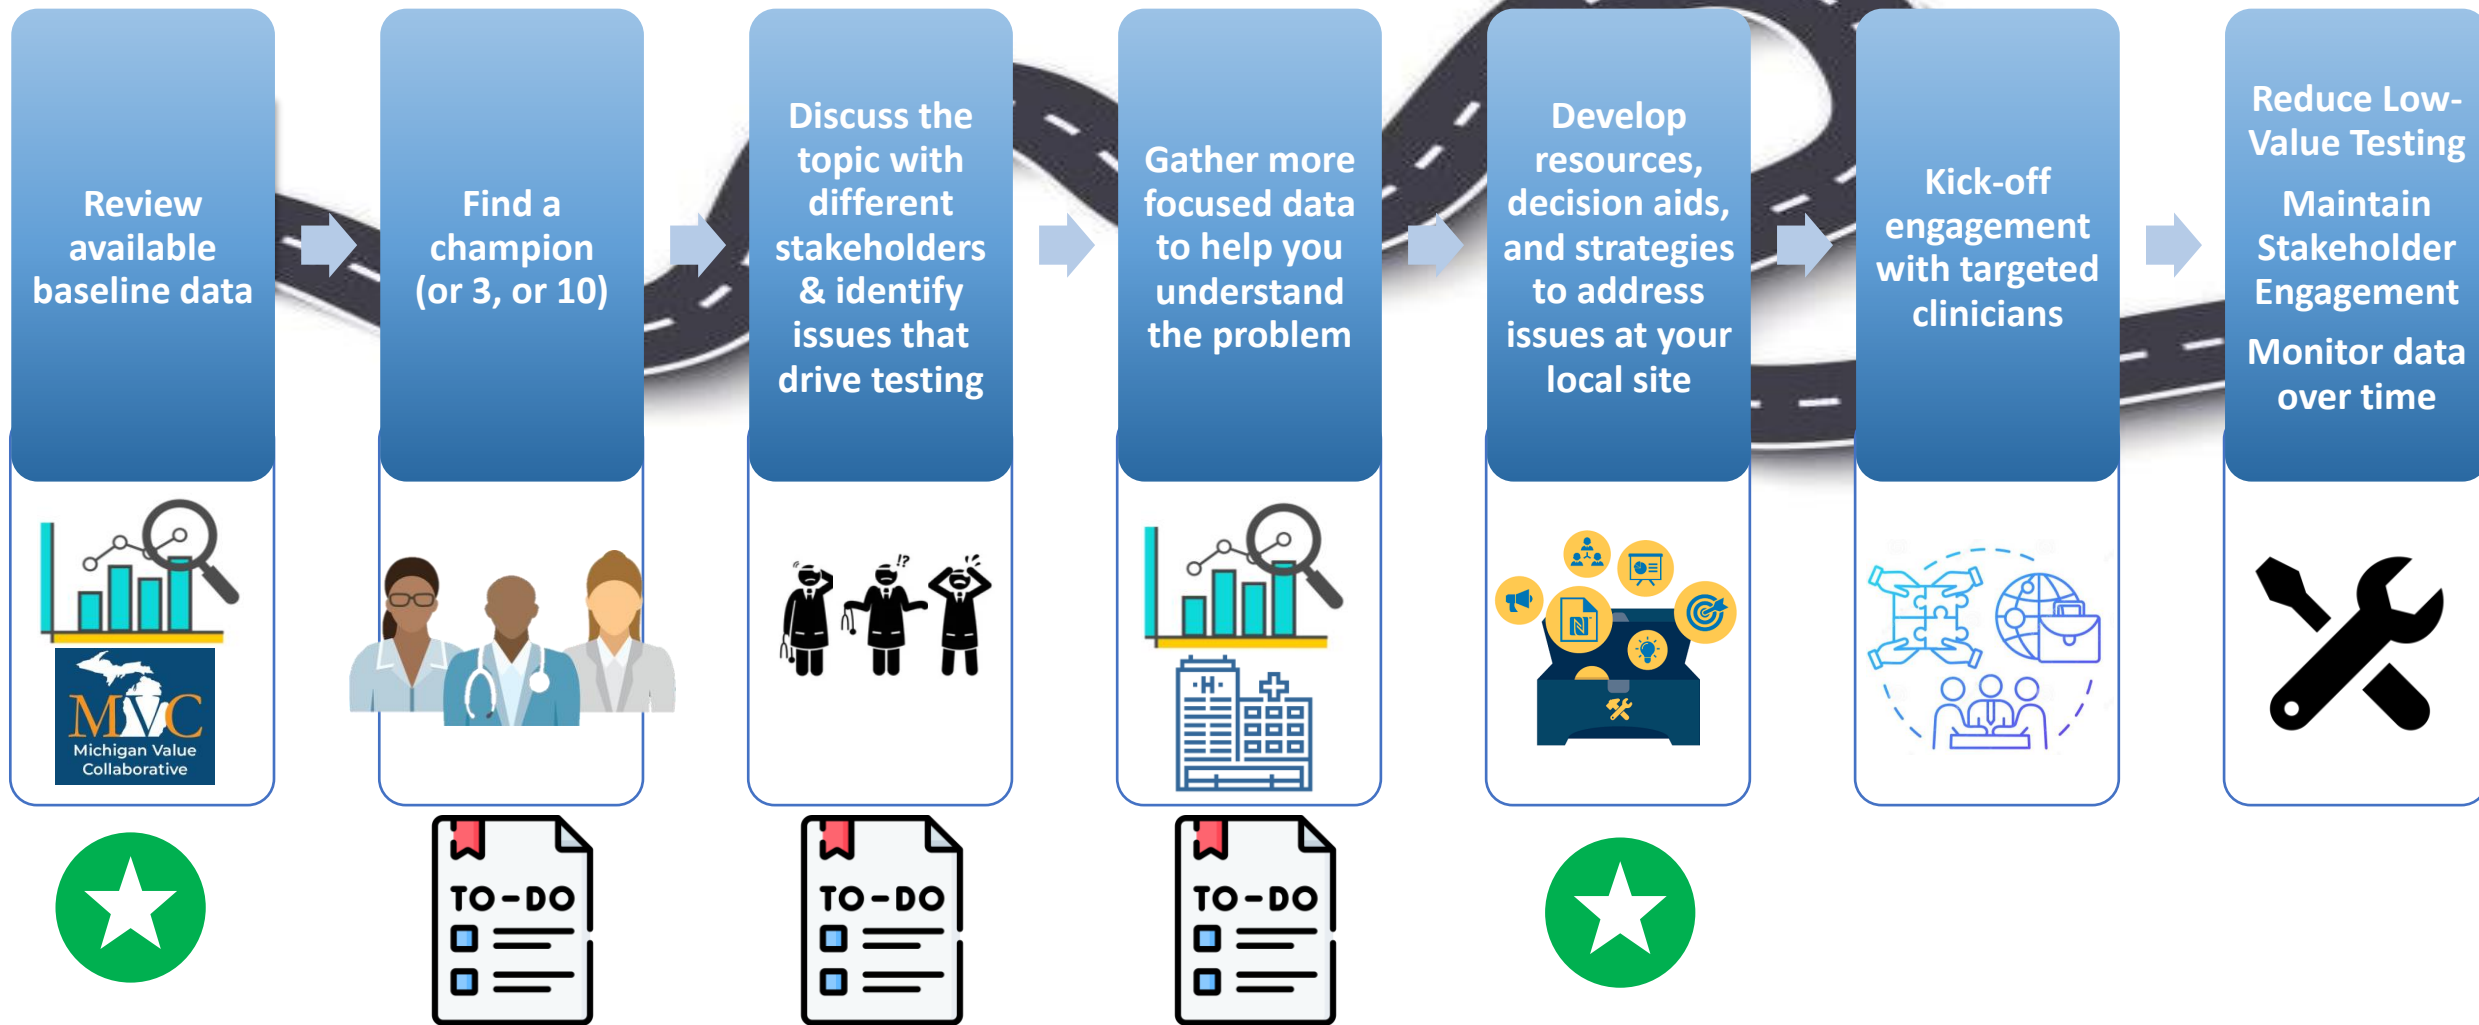 Review
available
baseline data
Find a
champion
(or 3, or 10)
Discuss the
topic with
different
stakeholders
& identify
issues that
drive testing
Gather more
focused data
to help you
understand
the problem
Develop
resources,
decision aids,
and strategies
to address
issues at your
local site
Kick-off
engagement
with targeted
clinicians
Reduce Low-
Value Testing
Maintain
Stakeholder
Engagement
Monitor data
over time
MVC
Michigan Value
Collaborative
!?
·H·
N
TO-DO
TO-DO
TO-DO